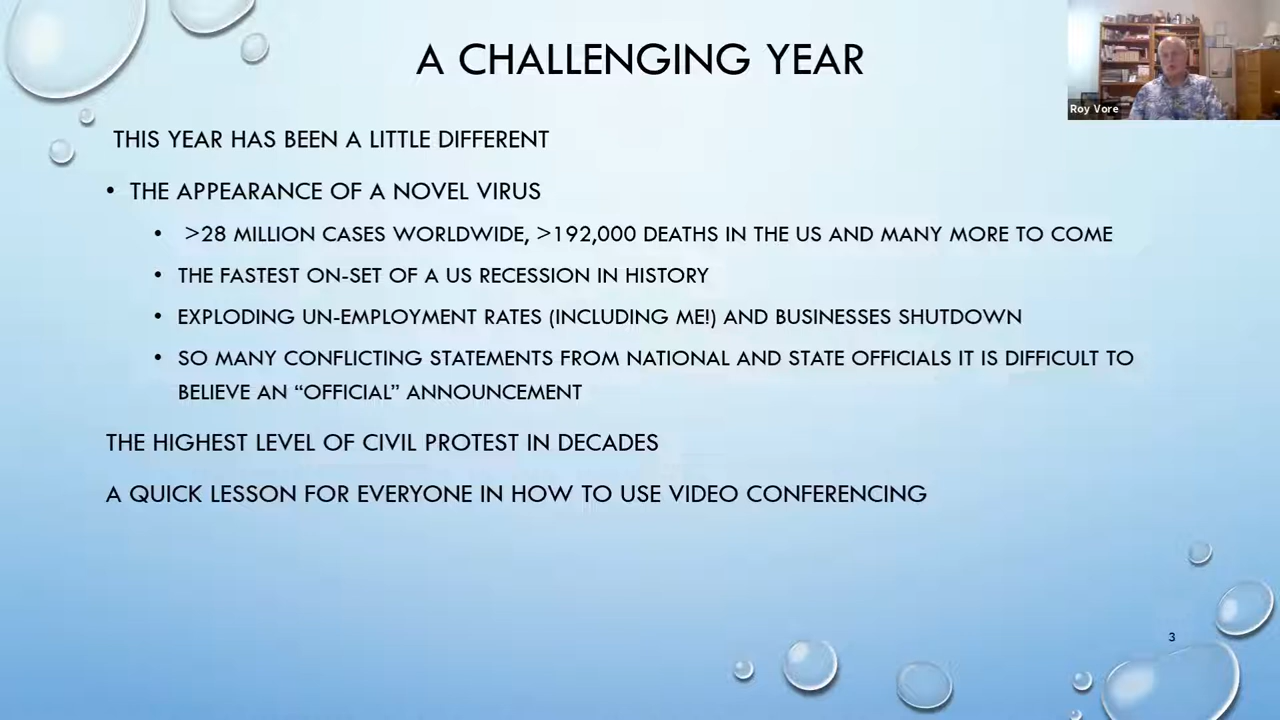 A CHALLENGING YEAR
Roy Vore
THIS YEAR HAS BEEN A LITTLE DIFFERENT
• THE APPEARANCE OF A NOVEL VIRUS
• >28 MILLION CASES WORLDWIDE, >192,000 DEATHS IN THE US AND MANY MORE TO COME
• THE FASTEST ON-SET OF A US RECESSION IN HISTORY
• EXPLODING UN-EMPLOYMENT RATES (INCLUDING ME!) AND BUSINESSES SHUTDOWN
• SO MANY CONFLICTING STATEMENTS FROM NATIONAL AND STATE OFFICIALS IT IS DIFFICULT TO
BELIEVE AN “OFFICIAL” ANNOUNCEMENT
THE HIGHEST LEVEL OF CIVIL PROTEST IN DECADES
A QUICK LESSON FOR EVERYONE IN HOW TO USE VIDEO CONFERENCING
3